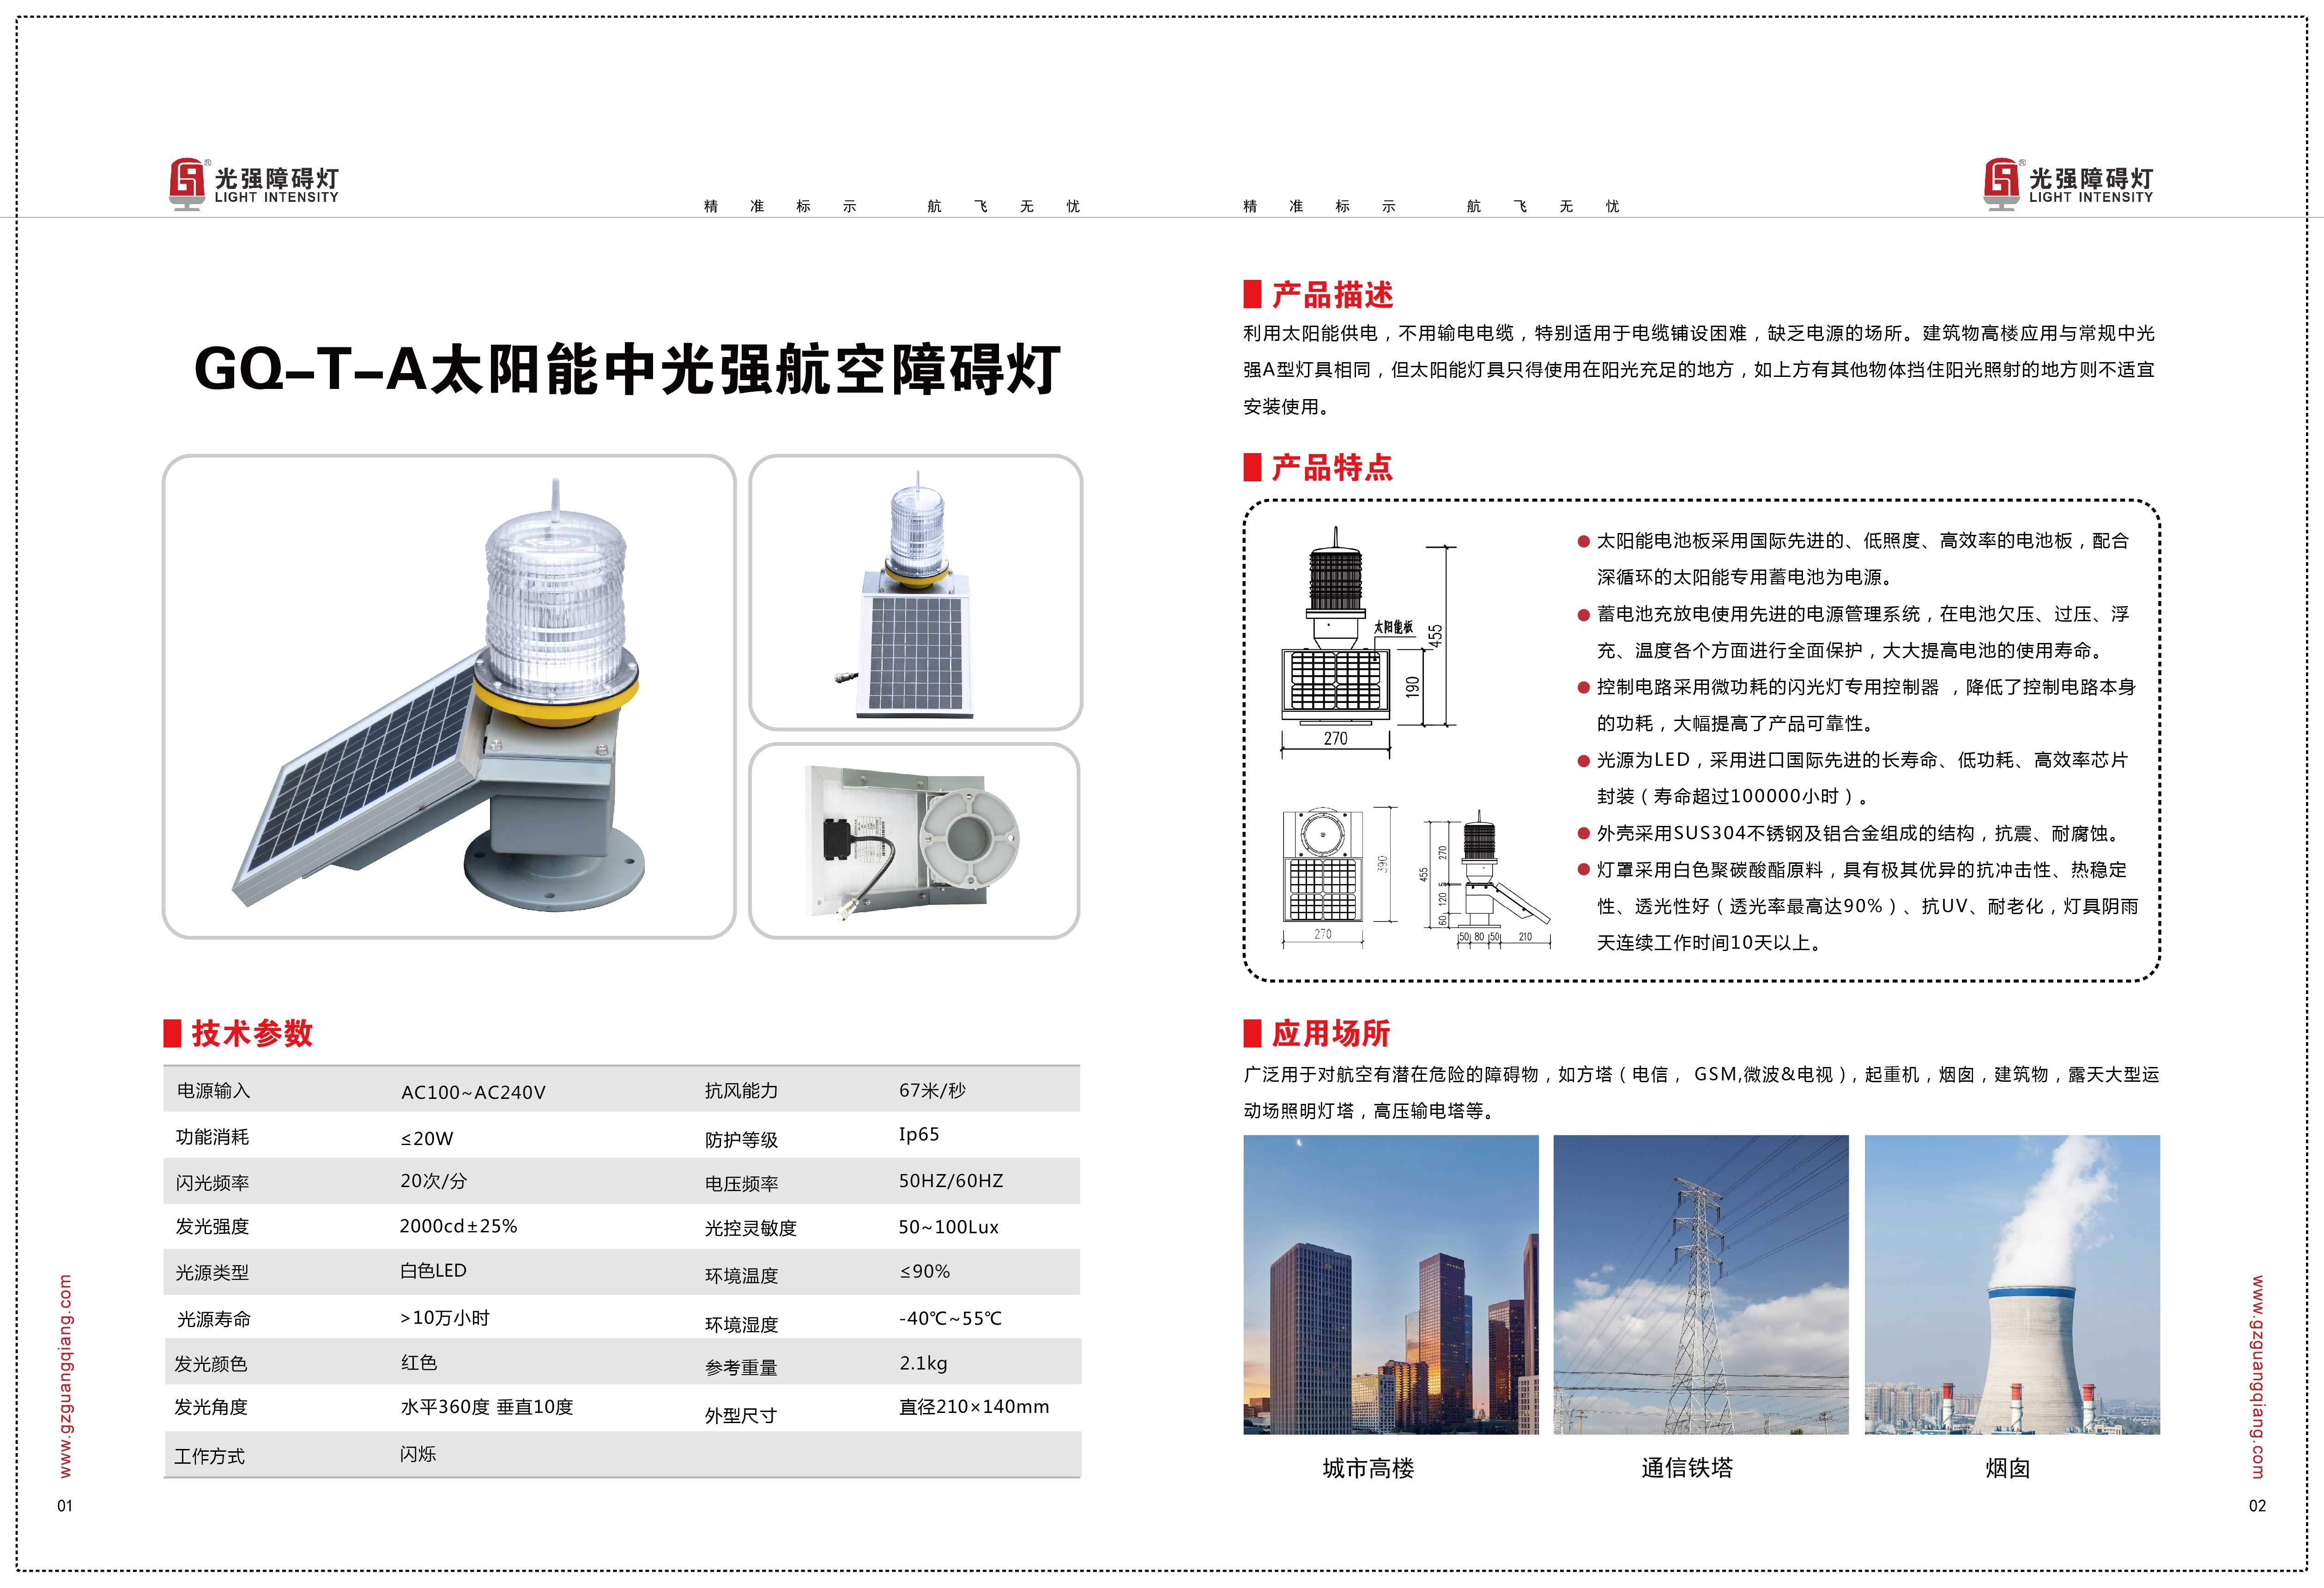 光强障碍灯
LIGHT INTENSITY
精准标示 航飞无忧
GQ-T-A太阳能中光强航空障碍灯
技术参数
电源输入 AC100~AC240V 抗风能力 67米/秒
功能消耗 ≤20W 防护等级 Ip65
闪光频率 20次/分 电压频率 50HZ/60HZ
发光强度 2000cd±25% 光控灵敏度 50~100Lux
光源类型 白色LED 环境温度 ≤90%
光源寿命 >10万小时 环境湿度 -40℃~55℃
发光颜色 红色 参考重量 2.1kg
发光角度 水平360度 垂直10度 外型尺寸 直径210×140mm
工作方式 闪烁
www.gzguangqiang.com
01
精准标示 航飞无忧
光强障碍灯
LIGHT INTENSITY
产品描述
利用太阳能供电，不用输电电缆，特别适用于电缆铺设困难，缺乏电源的场所。建筑物高楼应用与常规中光
强A型灯具相同，但太阳能灯具只得使用在阳光充足的地方，如上方有其他物体挡住阳光照射的地方则不适宜
安装使用。
产品特点
太阳能板
455
190
270
390
270
455
270
5
120
60
50 80 50 210
● 太阳能电池板采用国际先进的、低照度、高效率的电池板，配合
深循环的太阳能专用蓄电池为电源。
● 蓄电池充放电使用先进的电源管理系统，在电池欠压、过压、浮
充、温度各个方面进行全面保护，大大提高电池的使用寿命。
● 控制电路采用微功耗的闪光灯专用控制器 ，降低了控制电路本身
的功耗，大幅提高了产品可靠性。
● 光源为LED，采用进口国际先进的长寿命、低功耗、高效率芯片
封装（寿命超过100000小时）。
● 外壳采用SUS304不锈钢及铝合金组成的结构，抗震、耐腐蚀。
● 灯罩采用白色聚碳酸酯原料，具有极其优异的抗冲击性、热稳定
性、透光性好（透光率最高达90%）、抗UV、耐老化，灯具阴雨
天连续工作时间10天以上。
应用场所
广泛用于对航空有潜在危险的障碍物，如方塔（电信， GSM,微波&电视），起重机，烟囱，建筑物，露天大型运
动场照明灯塔，高压输电塔等。
城市高楼 通信铁塔 烟囱
www.gzguangqiang.com
02